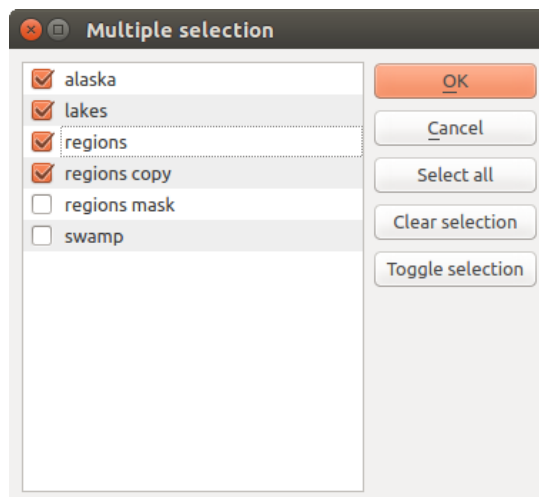 Multiple selection
alaska
lakes
regions
regions copy
regions mask
swamp
OK
Cancel
Select all
Clear selection
Toggle selection